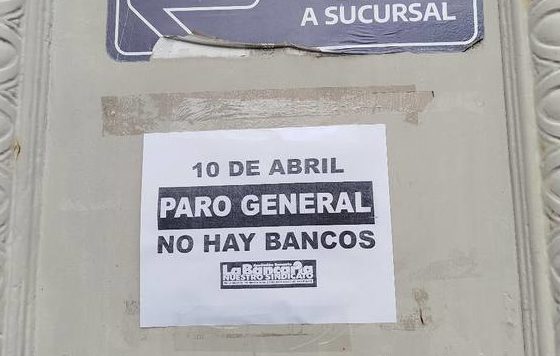 A SUCURSAL
10 DE ABRIL
PARO GENERAL
NO HAY BANCOS
La Bancaria
NUESTRO SINDICATO